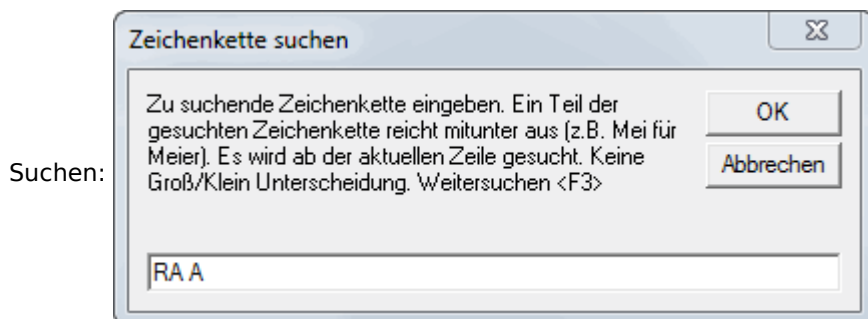 Zeichenkette suchen
Zu suchende Zeichenkette eingeben. Ein Teil der
gesuchten Zeichenkette reicht mitunter aus (z.B. Mei für
Meier). Es wird ab der aktuellen Zeile gesucht. Keine
Groß/Klein Unterscheidung. Weitersuchen <F3>
OK
Abbrechen
Suchen:
RA A